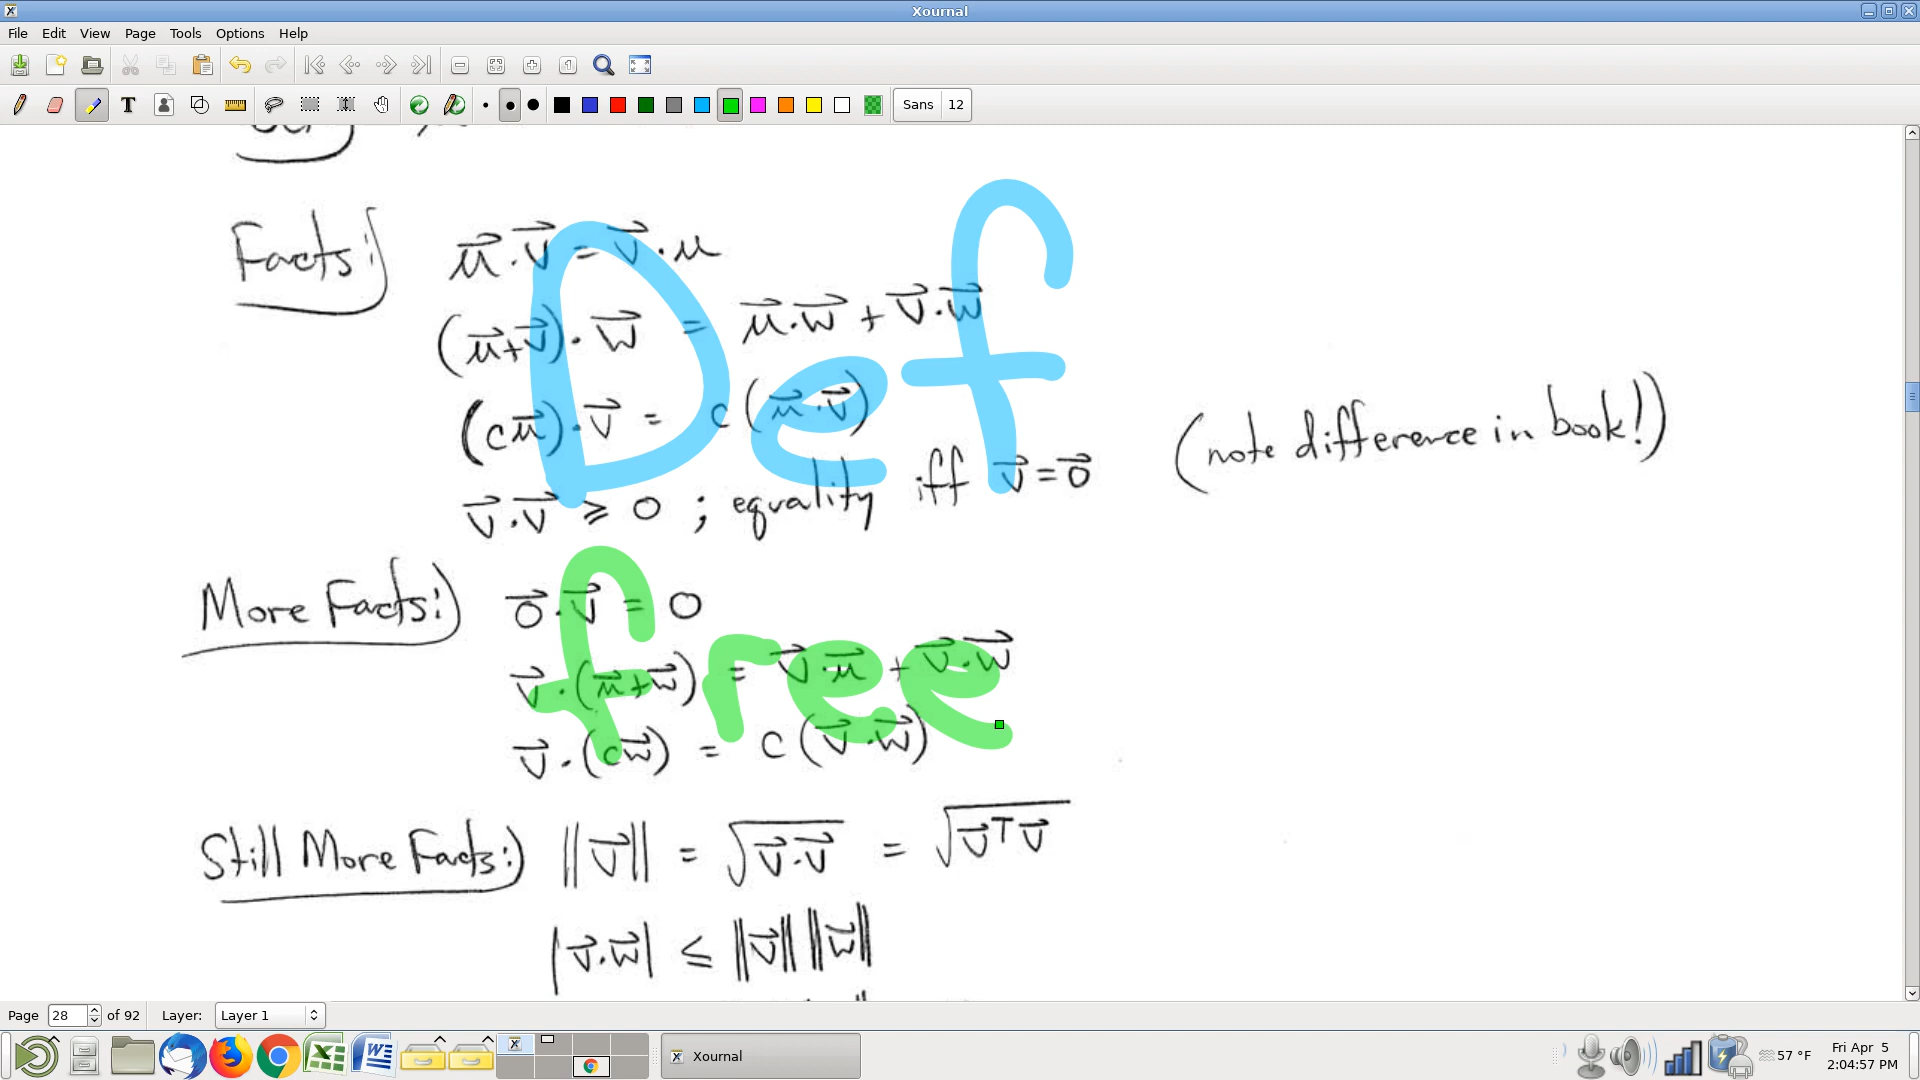 Xournal
File Edit View Page Tools Options Help
Sans 12
Facts:
μ⃗·v⃗ = v⃗·μ
(μ⃗+v⃗)·w⃗ = μ⃗·w⃗ + v⃗·w⃗
(cμ⃗)·v⃗ = c(μ⃗·v⃗)
(note difference in book!)
v⃗·v⃗ ≥ 0 ; equality iff v⃗=0⃗
Def
More Facts:
0⃗·v⃗ = 0
v⃗·(μ⃗+w⃗) = v⃗·μ⃗ + v⃗·w⃗
v⃗·(cw⃗) = c(v⃗·w⃗)
free
Still More Facts: ||v⃗|| = √(v⃗·v⃗) = √(v⃗ᵀv⃗)
|v⃗·w⃗| ≤ ||v⃗|| ||w⃗||
Page 28 of 92 Layer: Layer 1
Xournal
57 °F
Fri Apr 5
2:04:57 PM